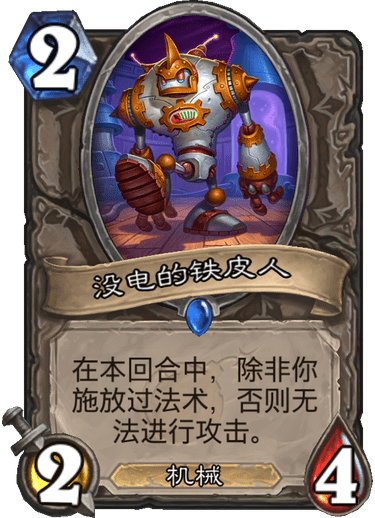 2
没电的铁皮人
在本回合中，除非你
施放过法术，否则无
法进行攻击。
2
机械
4